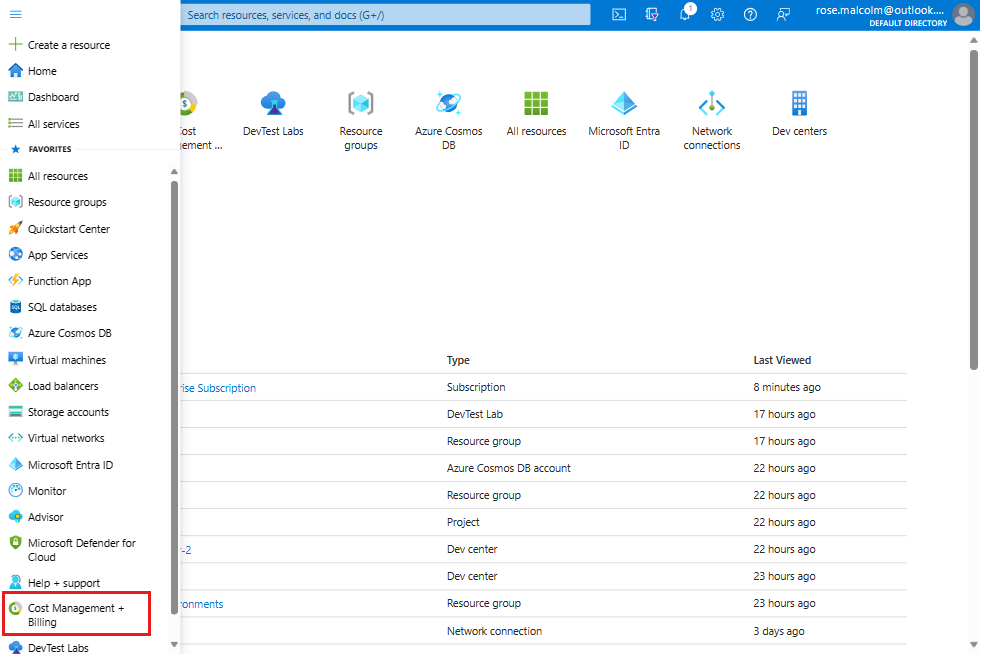 Search resources, services, and docs (G+/)
1
rose.malcolm@outlook....
DEFAULT DIRECTORY
Create a resource
Home
Dashboard
All services
FAVORITES
All resources
Resource groups
Quickstart Center
App Services
Function App
SQL databases
Azure Cosmos DB
Virtual machines
Load balancers
Storage accounts
Virtual networks
Microsoft Entra ID
Monitor
Advisor
Microsoft Defender for
Cloud
Help + support
Cost Management +
Billing
DevTest Labs
ost
ement ...
DevTest Labs
Resource
groups
Azure Cosmos
DB
All resources
Microsoft Entra
ID
Network
connections
Dev centers
Type Last Viewed
rise Subscription Subscription 8 minutes ago
DevTest Lab 17 hours ago
Resource group 17 hours ago
Azure Cosmos DB account 22 hours ago
Resource group 22 hours ago
Project 22 hours ago
-2 Dev center 22 hours ago
Dev center 23 hours ago
ronments Resource group 23 hours ago
Network connection 3 days ago